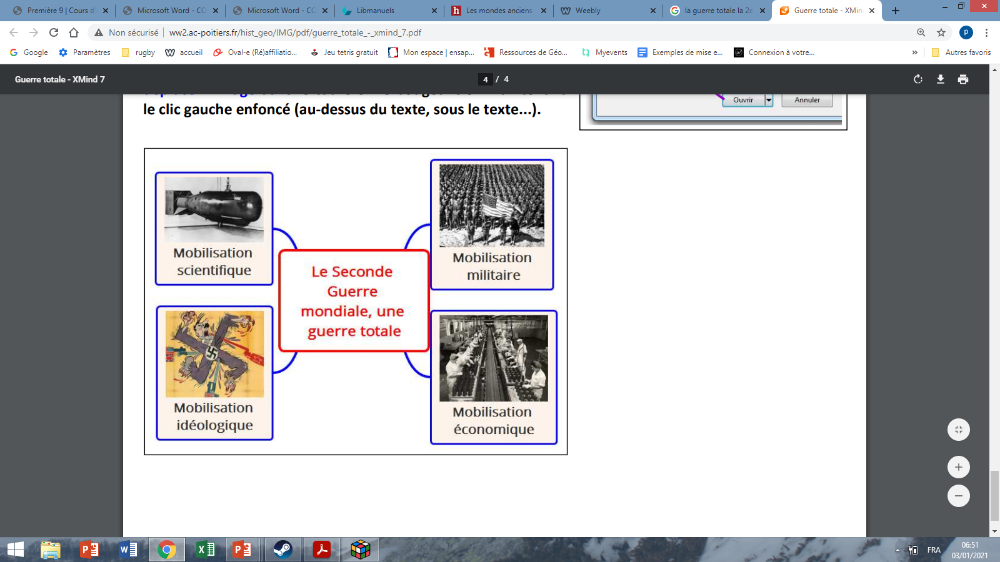 Première 9 | Cours d'
Microsoft Word - CO
Microsoft Word - CO
Libmanuels
Les mondes anciens
Weebly
la guerre totale la 2e
Guerre totale - XMin
Non sécurisé
ww2.ac-poitiers.fr/hist_geo/IMG/pdf/guerre_totale_-_xmind_7.pdf
p
Google
Paramètres
rugby
accueil
Oval-e (Ré)affiliatio...
Jeu tetris gratuit
Mon espace | ensap...
Ressources de Géo...
Myevents
Exemples de mise e...
Connexion à votre...
»
Autres favoris
Guerre totale - XMind 7
4 / 4
le clic gauche enfoncé (au-dessus du texte, sous le texte...).
Ouvrir
Annuler
Mobilisation
scientifique
Mobilisation
militaire
Le Seconde
Guerre
mondiale, une
guerre totale
Mobilisation
idéologique
Mobilisation
économique
FRA
06:51
03/01/2021